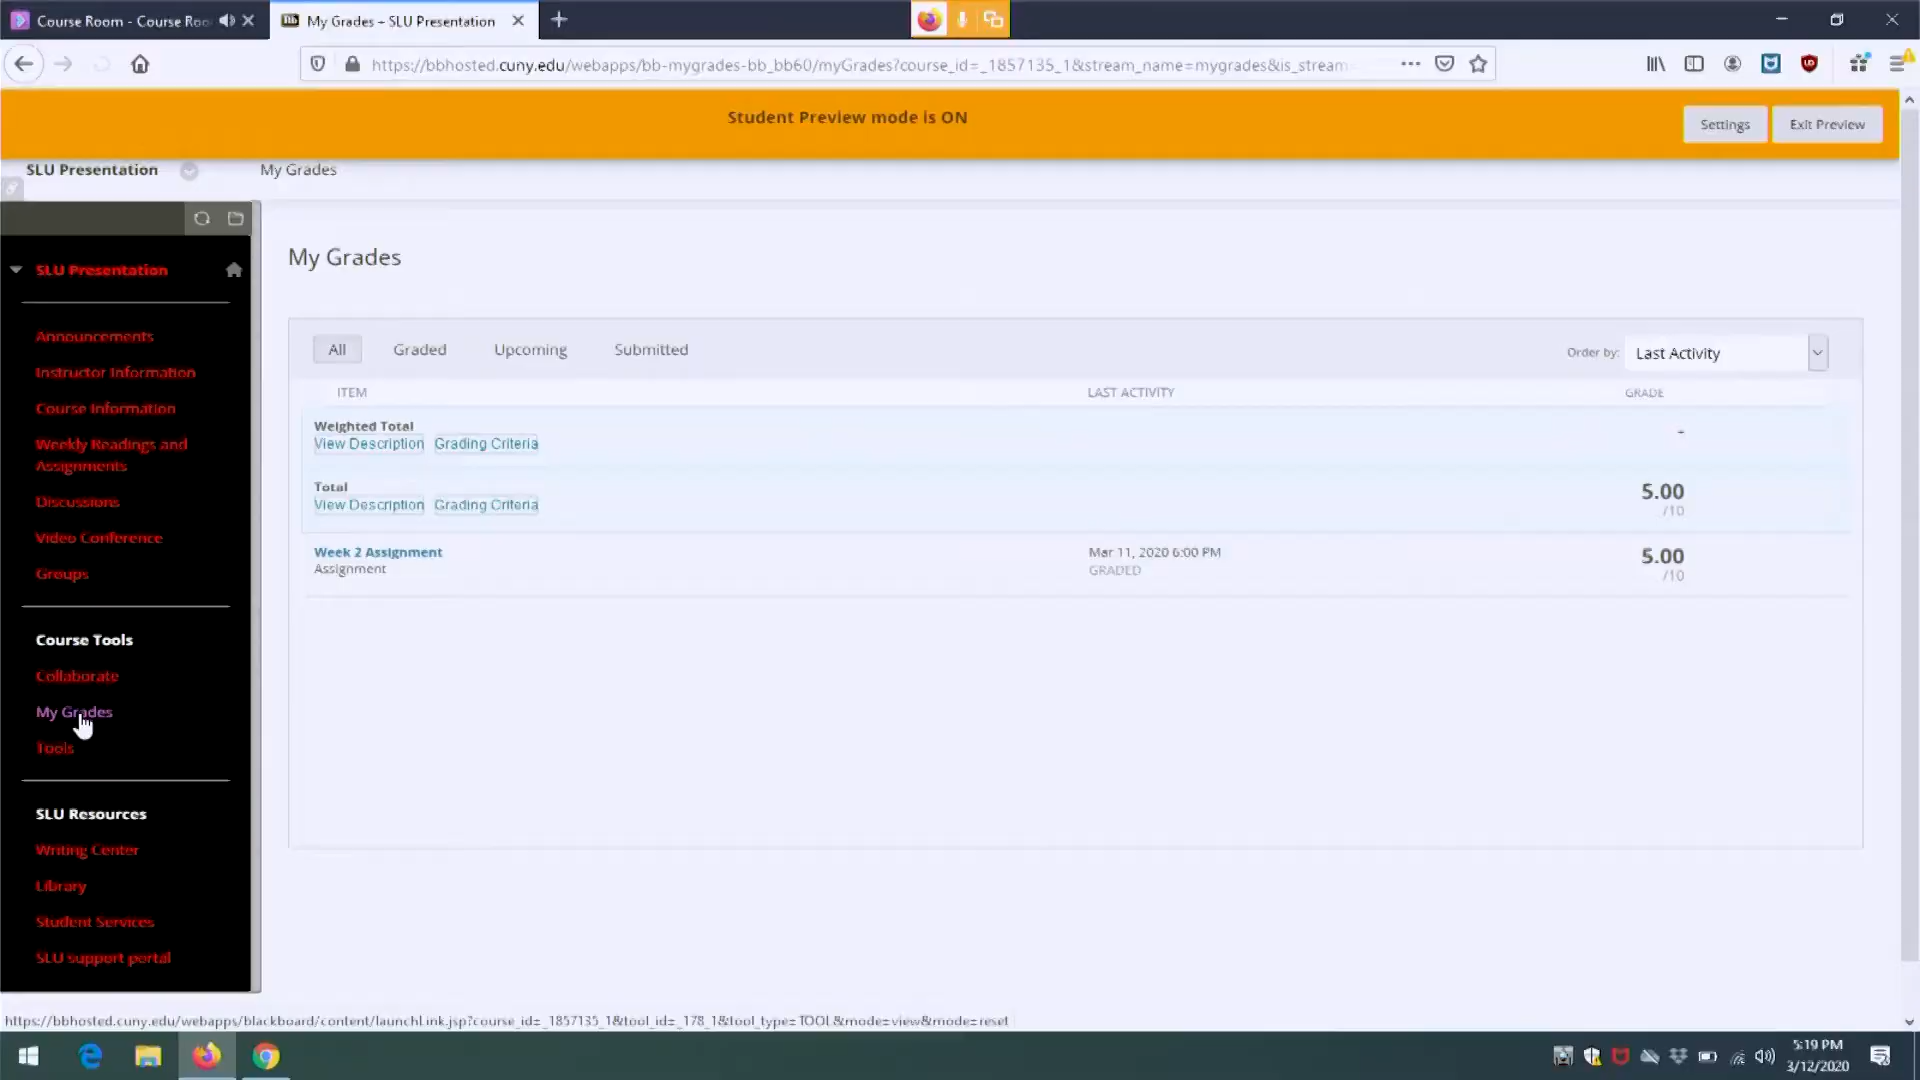 Course Room - Course Roo
My Grades – SLU Presentation
https://bbhosted.cuny.edu/webapps/bb-mygrades-bb_bb60/myGrades?course_id=_1857135_1&stream_name=mygrades&is_stream
Student Preview mode is ON
Settings
Exit Preview
SLU Presentation
My Grades
SLU Presentation
Announcements
Instructor Information
Course Information
Weekly Readings and
Assignments
Discussions
Video Conference
Groups
Course Tools
Collaborate
My Grades
Tools
SLU Resources
Writing Center
Library
Student Services
SLU support portal
My Grades
All
Graded
Upcoming
Submitted
Order by:
Last Activity
ITEM
LAST ACTIVITY
GRADE
Weighted Total
-
View Description
Grading Criteria
Total
5.00
View Description
Grading Criteria
/10
Week 2 Assignment
Mar 11, 2020 6:00 PM
5.00
Assignment
GRADED
/10
https://bbhosted.cuny.edu/webapps/blackboard/content/launchLink.jsp?course_id=_1857135_1&tool_id=_178_1&tool_type=TOOL&mode=view&mode=reset
5:19 PM
3/12/2020